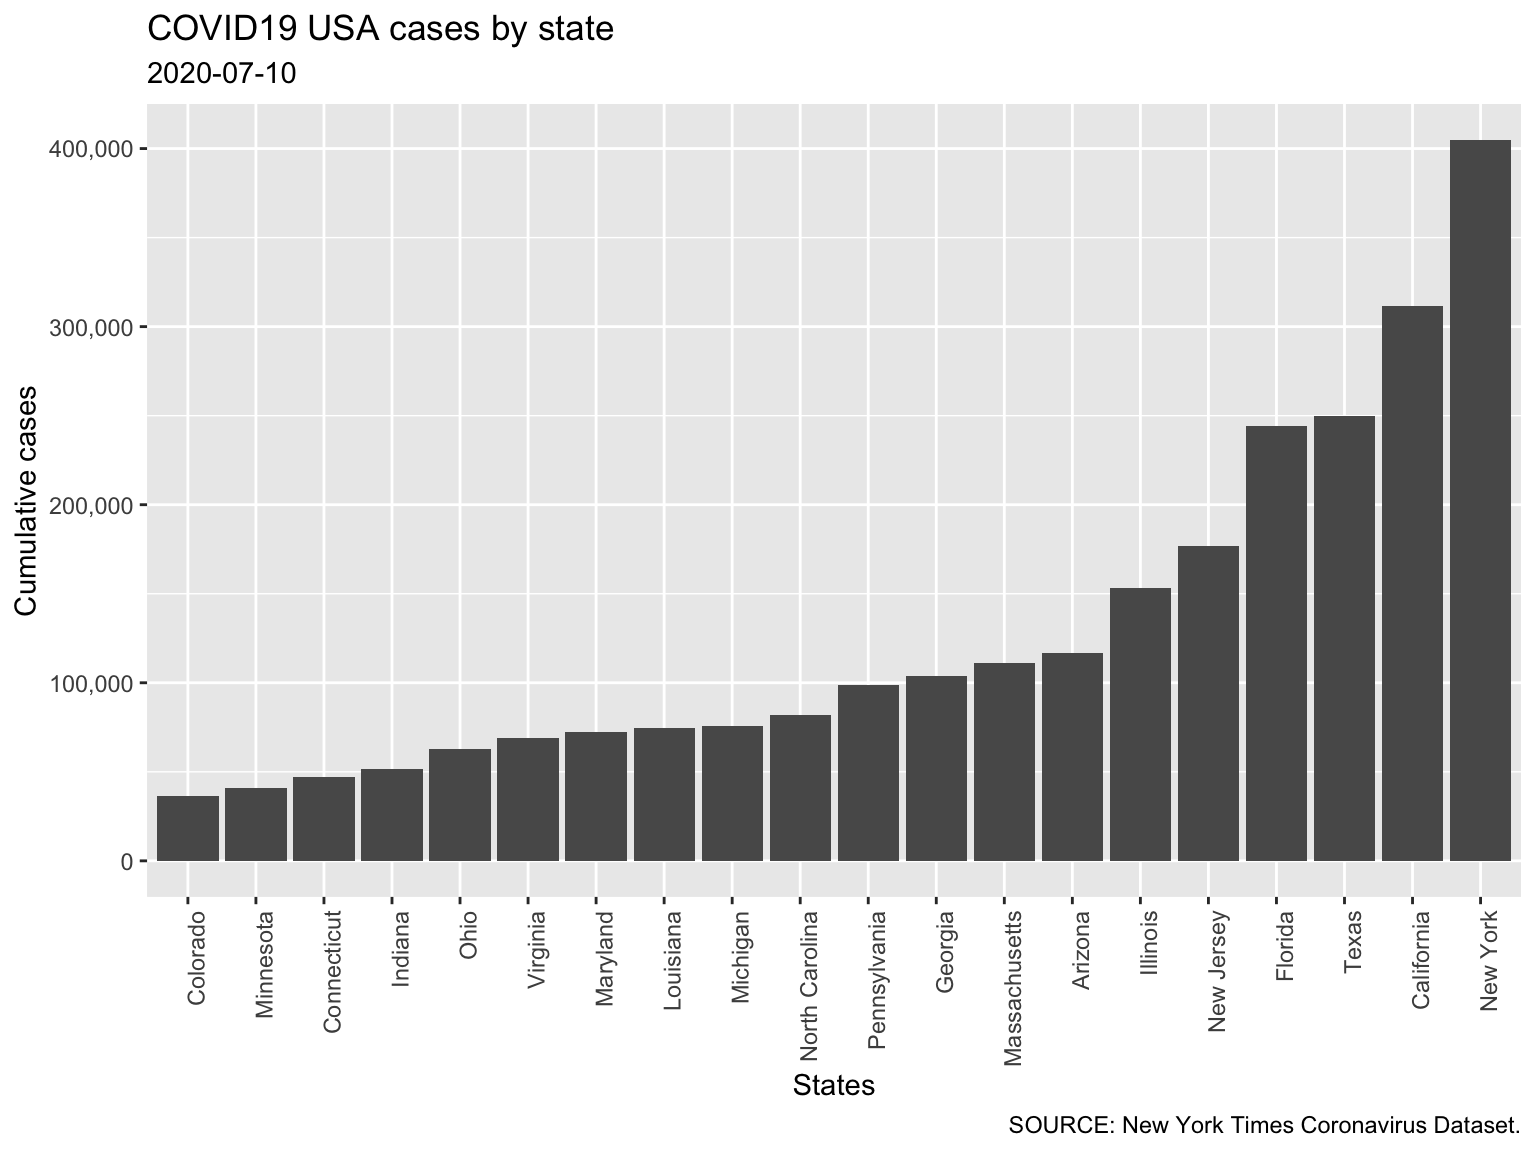 COVID19 USA cases by state
2020-07-10
Cumulative cases
400,000
300,000
200,000
100,000
0
Colorado
Minnesota
Connecticut
Indiana
Ohio
Virginia
Maryland
Louisiana
Michigan
North Carolina
Pennsylvania
Georgia
Massachusetts
Arizona
Illinois
New Jersey
Florida
Texas
California
New York
States
SOURCE: New York Times Coronavirus Dataset.